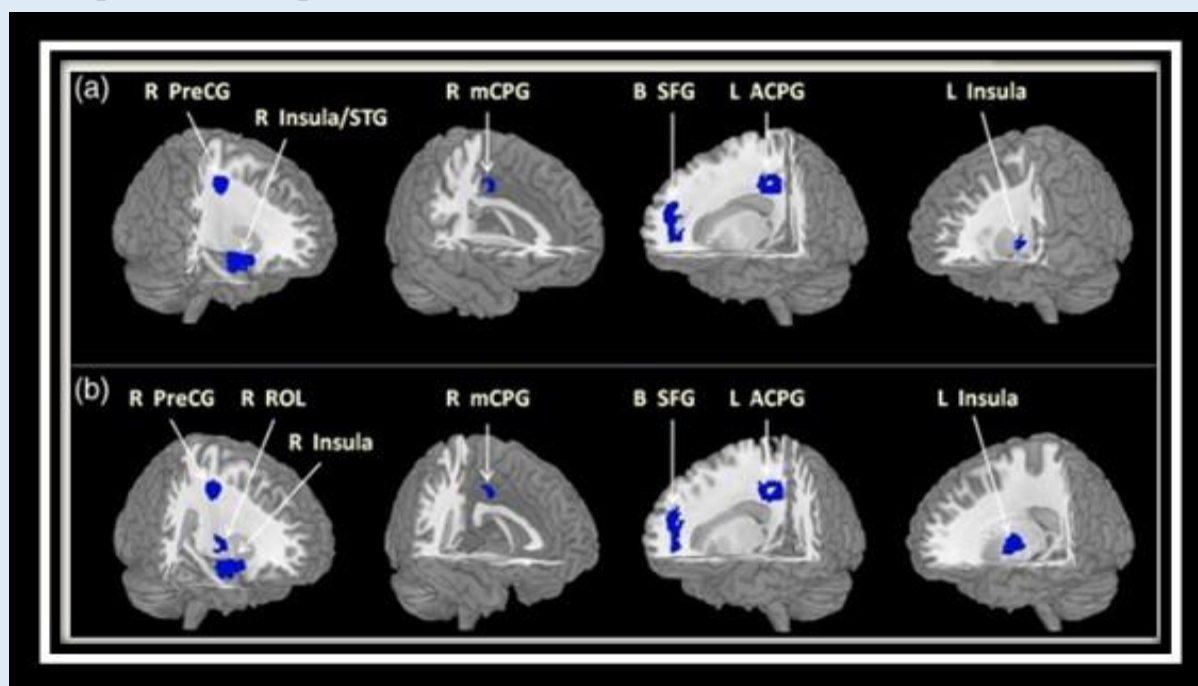 (a)
R PreCG
R Insula/STG
R mCPG
B SFG
L ACPG
L Insula
(b)
R PreCG
R ROL
R Insula
R mCPG
B SFG
L ACPG
L Insula